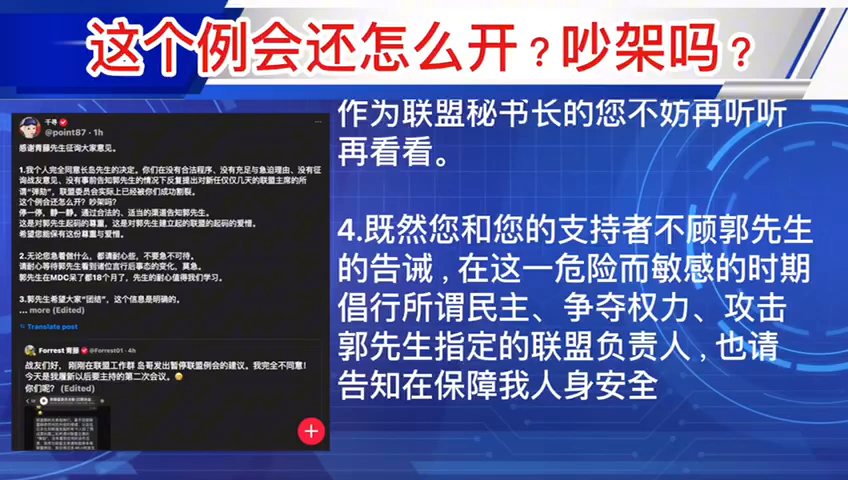 这个例会还怎么开？吵架吗？
千寻
@point87 · 1h
感谢青藤先生征询大家意见。
1.我个人完全同意长岛先生的决定。你们在没有合法程序、没有充足与急迫理由、没有征
询战友意见、没有事前告知郭先生的情况下反复提出对新任仅仅几天的联盟主席的所
谓“弹劾”，联盟委员会实际上已经被你们成功割裂。
这个例会还怎么开？吵架吗？
停一停，静一静。通过合法的、适当的渠道告知郭先生。
这是对郭先生起码的尊重，这是对郭先生建立起的联盟的起码的爱惜。
希望您能保有这份尊重与爱惜。
2.无论您急着做什么，都请耐心些，不要急不可待。
请耐心等待郭先生看到诸位言行后事态的变化，莫急。
郭先生在MDC呆了都18个月了，先生的耐心值得我们学习。
3.郭先生希望大家“团结”，这个信息是明确的。
... more (Edited)
Translate post
Forrest 青藤 @Forrest01 · 4h
战友们好， 刚刚在联盟工作群 岛哥发出暂停联盟例会的建议。我完全不同意！
今天是我履新以后要主持的第二次会议。
你们呢？ (Edited)
作为联盟秘书长的您不妨再听听
再看看。
4.既然您和您的支持者不顾郭先生
的告诫，在这一危险而敏感的时期
倡行所谓民主、争夺权力、攻击
郭先生指定的联盟负责人，也请
告知在保障我人身安全